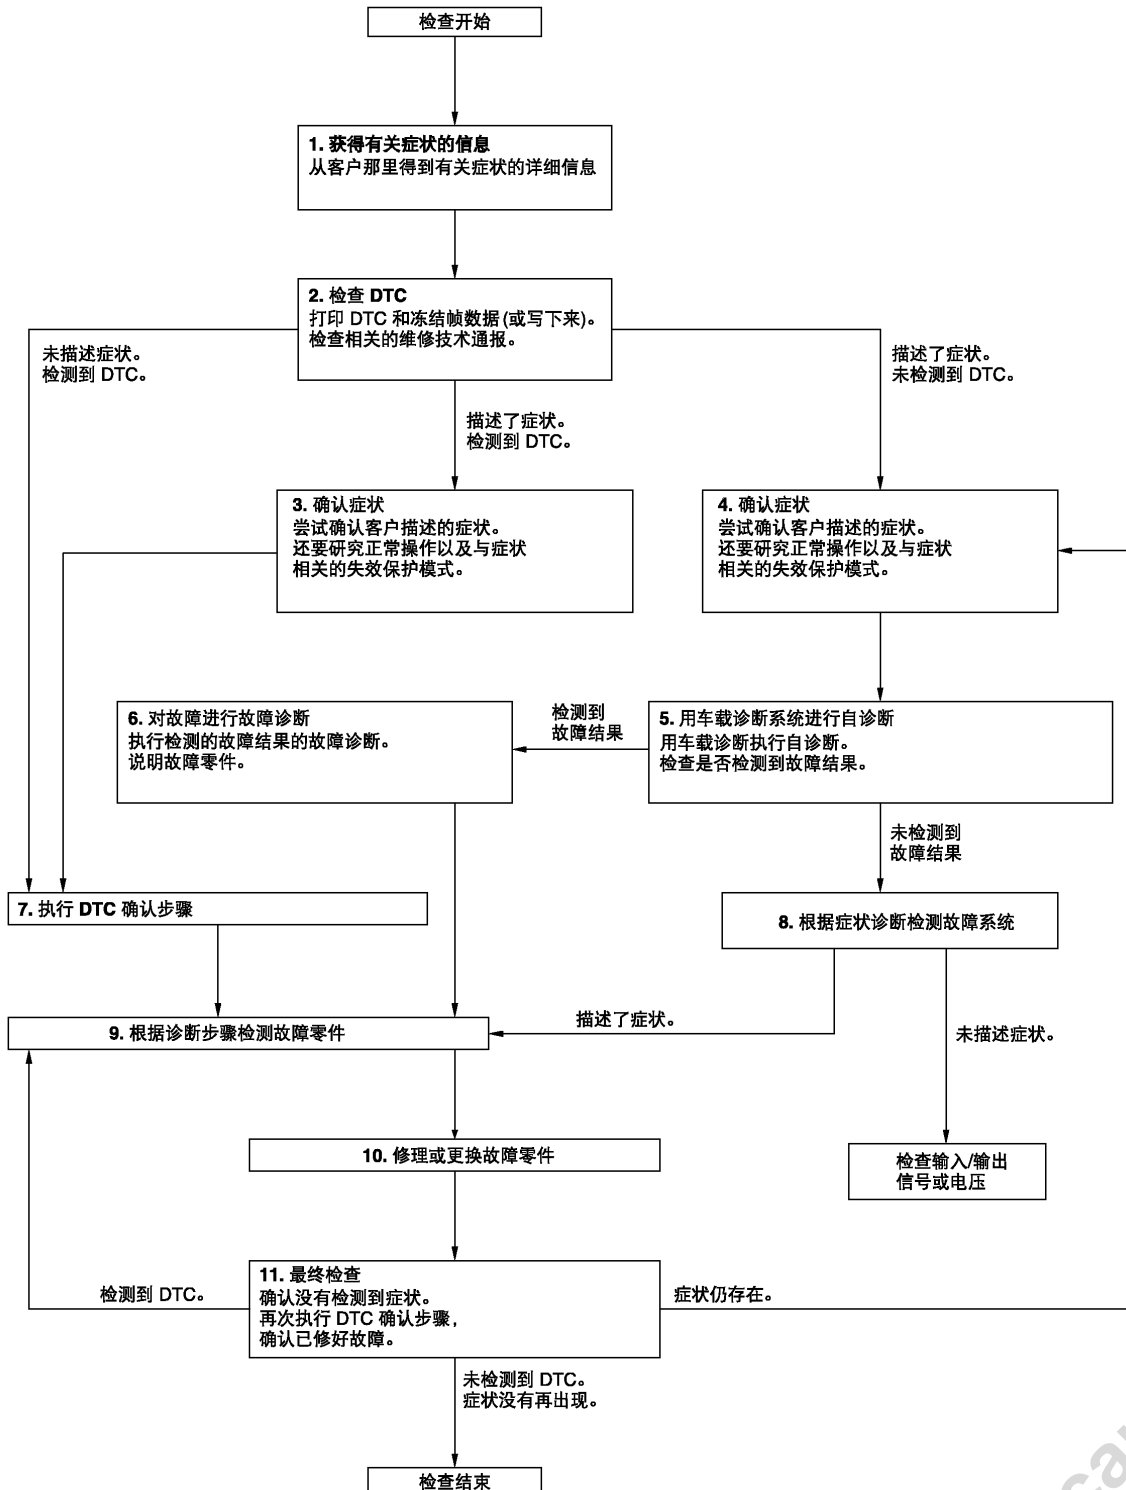 检查开始
1. 获得有关症状的信息
从客户那里得到有关症状的详细信息
2. 检查 DTC
打印 DTC 和冻结帧数据(或写下来)。
检查相关的维修技术通报。
未描述症状。
检测到 DTC。
描述了症状。
未检测到 DTC。
描述了症状。
检测到 DTC。
3. 确认症状
尝试确认客户描述的症状。
还要研究正常操作以及与症状
相关的失效保护模式。
4. 确认症状
尝试确认客户描述的症状。
还要研究正常操作以及与症状
相关的失效保护模式。
6. 对故障进行故障诊断
执行检测的故障结果的故障诊断。
说明故障零件。
检测到
故障结果
5. 用车载诊断系统进行自诊断
用车载诊断执行自诊断。
检查是否检测到故障结果。
未检测到
故障结果
7. 执行 DTC 确认步骤
8. 根据症状诊断检测故障系统
9. 根据诊断步骤检测故障零件
描述了症状。
未描述症状。
10. 修理或更换故障零件
检查输入/输出
信号或电压
11. 最终检查
确认没有检测到症状。
再次执行 DTC 确认步骤，
确认已修好故障。
检测到 DTC。
症状仍存在。
未检测到 DTC。
症状没有再出现。
检查结束